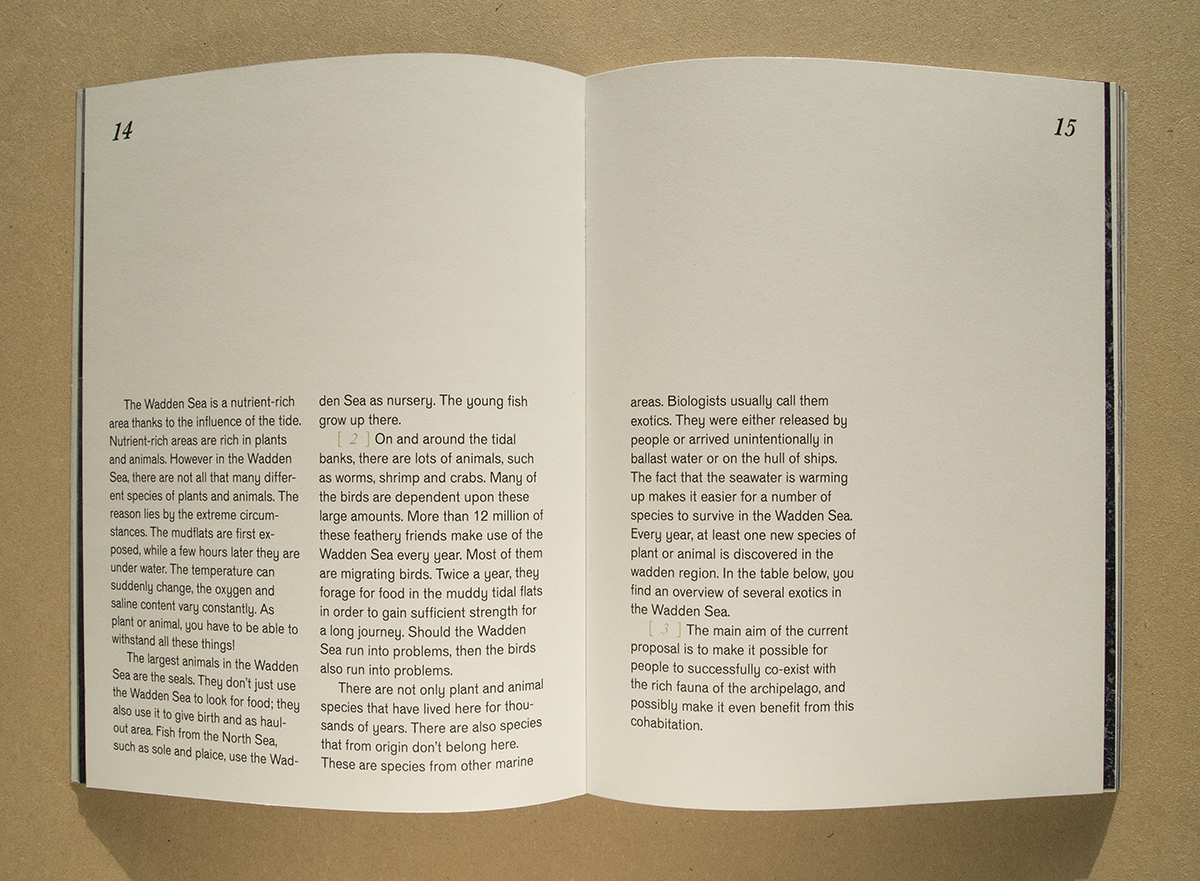 14
The Wadden Sea is a nutrient-rich
area thanks to the influence of the tide.
Nutrient-rich areas are rich in plants
and animals. However in the Wadden
Sea, there are not all that many differ-
ent species of plants and animals. The
reason lies by the extreme circum-
stances. The mudflats are first ex-
posed, while a few hours later they are
under water. The temperature can
suddenly change, the oxygen and
saline content vary constantly. As
plant or animal, you have to be able to
withstand all these things!
The largest animals in the Wadden
Sea are the seals. They don't just use
the Wadden Sea to look for food; they
also use it to give birth and as haul-
out area. Fish from the North Sea,
such as sole and plaice, use the Wad-
den Sea as nursery. The young fish
grow up there.
[ 2 ] On and around the tidal
banks, there are lots of animals, such
as worms, shrimp and crabs. Many of
the birds are dependent upon these
large amounts. More than 12 million of
these feathery friends make use of the
Wadden Sea every year. Most of them
are migrating birds. Twice a year, they
forage for food in the muddy tidal flats
in order to gain sufficient strength for
a long journey. Should the Wadden
Sea run into problems, then the birds
also run into problems.
There are not only plant and animal
species that have lived here for thou-
sands of years. There are also species
that from origin don't belong here.
These are species from other marine
15
areas. Biologists usually call them
exotics. They were either released by
people or arrived unintentionally in
ballast water or on the hull of ships.
The fact that the seawater is warming
up makes it easier for a number of
species to survive in the Wadden Sea.
Every year, at least one new species of
plant or animal is discovered in the
wadden region. In the table below, you
find an overview of several exotics in
the Wadden Sea.
[ 3 ] The main aim of the current
proposal is to make it possible for
people to successfully co-exist with
the rich fauna of the archipelago, and
possibly make it even benefit from this
cohabitation.